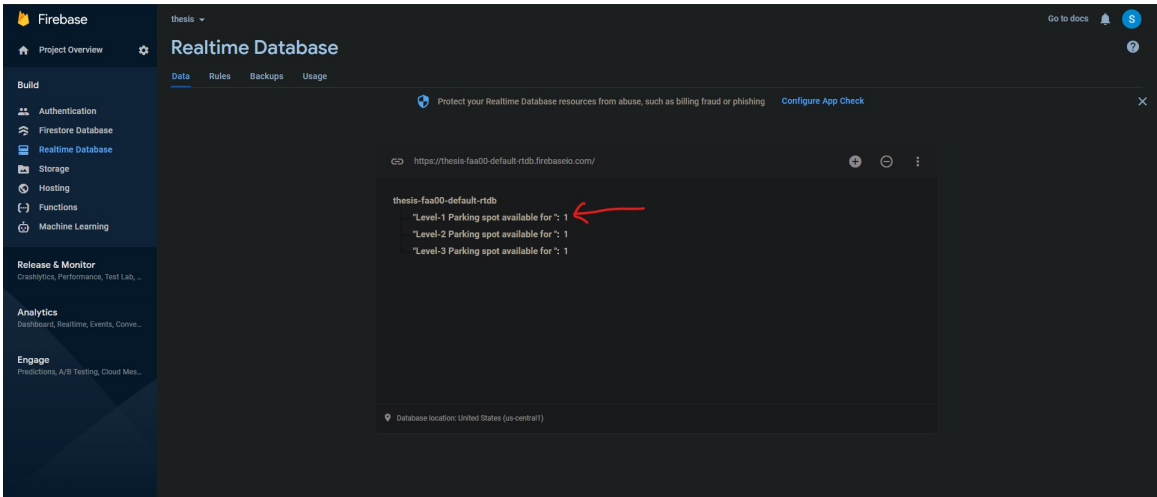 Firebase
Project Overview
Build
Authentication
Firestore Database
Realtime Database
Storage
Hosting
Functions
Machine Learning
Release & Monitor
Crashlytics, Performance, Test Lab, ...
Analytics
Dashboard, Realtime, Events, Conve...
Engage
Predictions, A/B Testing, Cloud Mes...
thesis
Go to docs
S
Realtime Database
?
Data Rules Backups Usage
Protect your Realtime Database resources from abuse, such as billing fraud or phishing Configure App Check
https://thesis-faa00-default-rtdb.firebaseio.com/
thesis-faa00-default-rtdb
"Level-1 Parking spot available for ": 1
"Level-2 Parking spot available for ": 1
"Level-3 Parking spot available for ": 1
Database location: United States (us-central1)